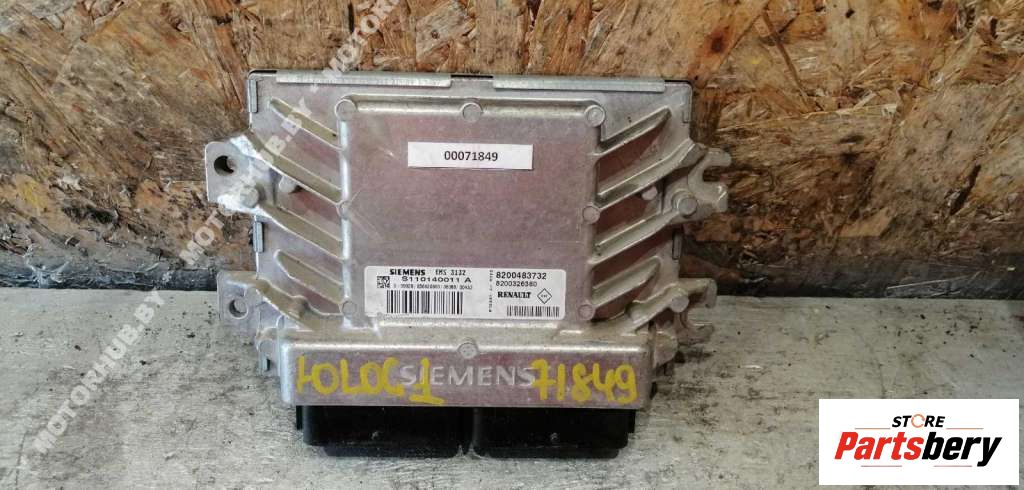 MOTORHUB.BY
00071849
SIEMENS EMS 3132
S110140011 A
8200483732
8200326380
RENAULT
SIEMENS
71849
STORE
Partsbery